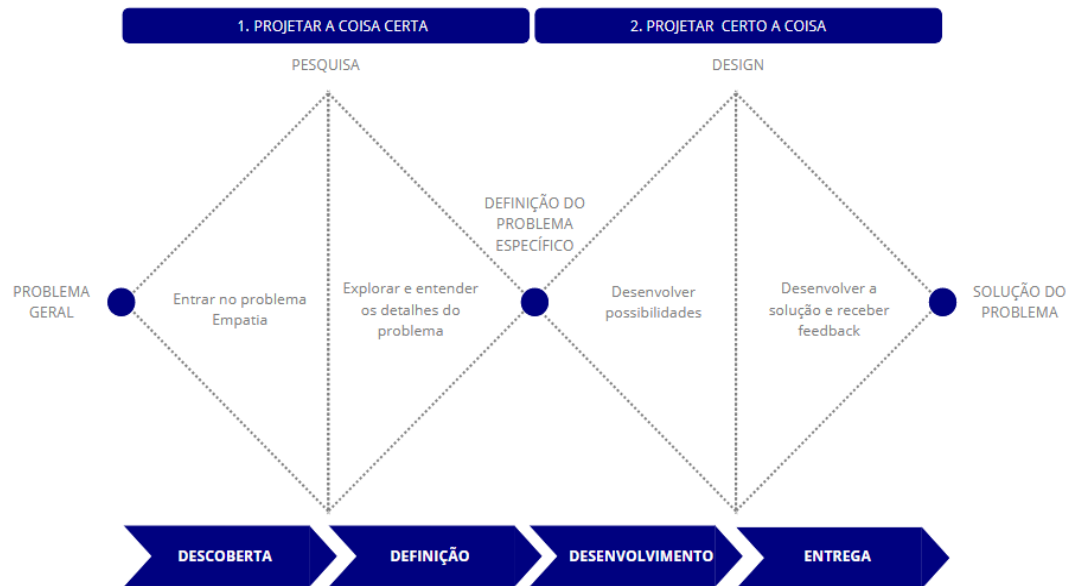 1. PROJETAR A COISA CERTA
2. PROJETAR CERTO A COISA
PESQUISA
DESIGN
PROBLEMA
GERAL
Entrar no problema
Empatia
Explorar e entender
os detalhes do
problema
DEFINIÇÃO DO
PROBLEMA
ESPECÍFICO
Desenvolver
possibilidades
Desenvolver a
solução e receber
feedback
SOLUÇÃO DO
PROBLEMA
DESCOBERTA
DEFINIÇÃO
DESENVOLVIMENTO
ENTREGA